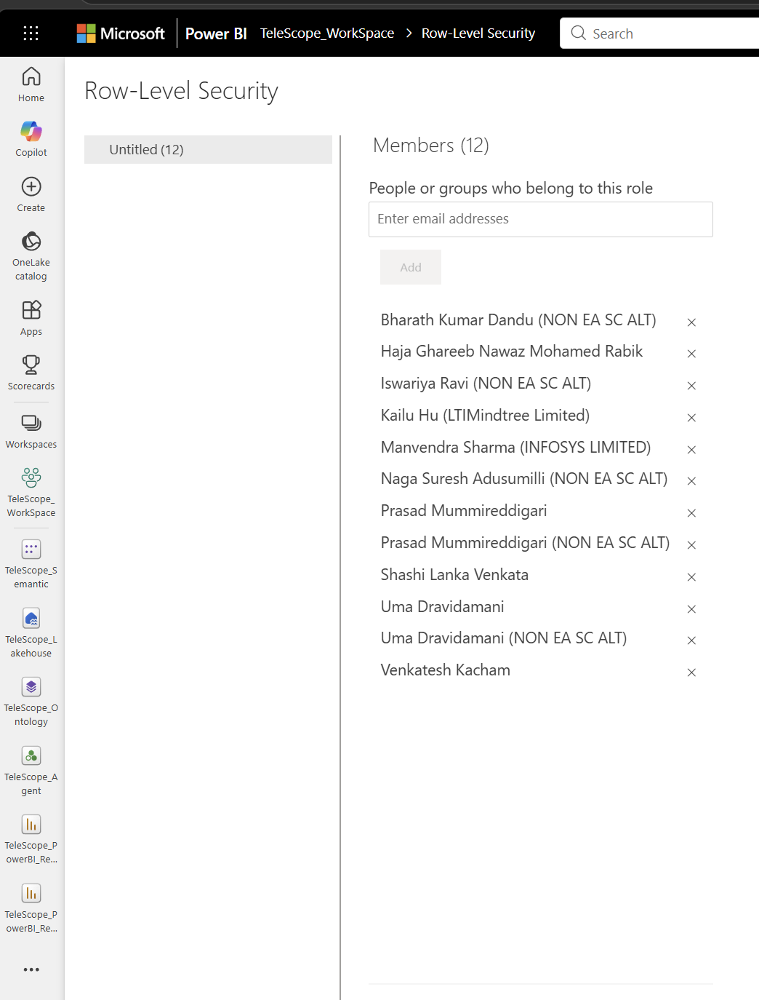 Microsoft
Power BI
TeleScope_WorkSpace > Row-Level Security
Search
Home
Copilot
Create
OneLake
catalog
Apps
Scorecards
Workspaces
TeleScope_
WorkSpace
TeleScope_S
emantic
TeleScope_L
akehouse
TeleScope_O
ntology
TeleScope_A
gent
TeleScope_P
owerBI_Re...
TeleScope_P
owerBI_Re...
Row-Level Security
Untitled (12)
Members (12)
People or groups who belong to this role
Enter email addresses
Add
Bharath Kumar Dandu (NON EA SC ALT)
Haja Ghareeb Nawaz Mohamed Rabik
Iswariya Ravi (NON EA SC ALT)
Kailu Hu (LTIMindtree Limited)
Manvendra Sharma (INFOSYS LIMITED)
Naga Suresh Adusumilli (NON EA SC ALT)
Prasad Mummireddigari
Prasad Mummireddigari (NON EA SC ALT)
Shashi Lanka Venkata
Uma Dravidamani
Uma Dravidamani (NON EA SC ALT)
Venkatesh Kacham